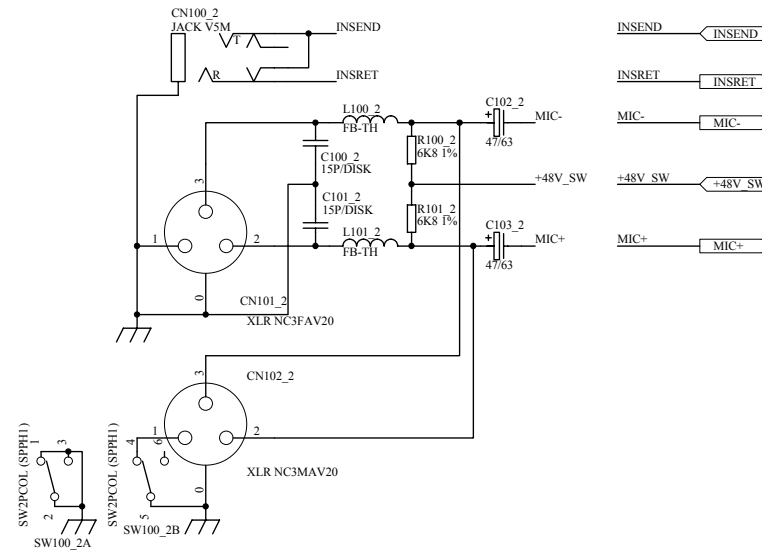 CN100_2
JACK V5M
T
R
INSEND
INSRET
INSEND
INSEND
INSRET
INSRET
L100_2
FB-TH
C102_2
+
47/63
MIC-
MIC-
MIC-
C100_2
15P/DISK
R100_2
6K8 1%
+48V_SW
+48V_SW
+48V_SW
C101_2
15P/DISK
R101_2
6K8 1%
L101_2
FB-TH
C103_2
+
47/63
MIC+
MIC+
MIC+
3
1
2
0
CN101_2
XLR NC3FAV20
3
CN102_2
1
2
0
XLR NC3MAV20
SW2PCOL (SPPH1)
1
3
2
SW100_2A
SW2PCOL (SPPH1)
4
6
5
SW100_2B